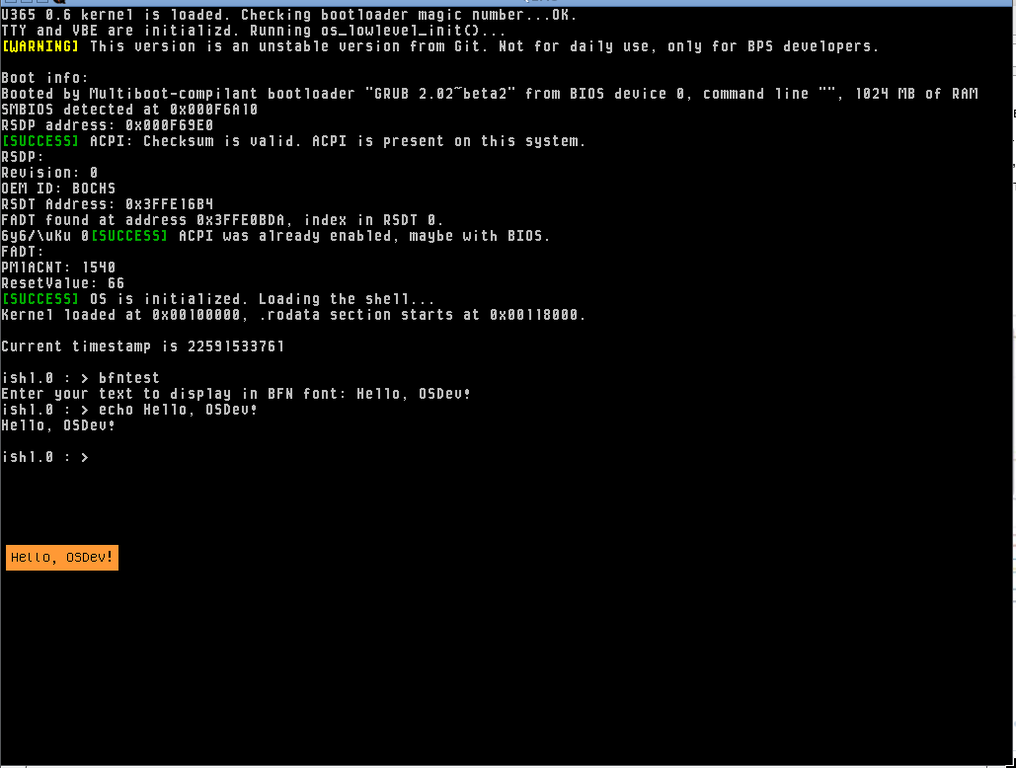 U365 0.6 kernel is loaded. Checking bootloader magic number...OK.
TTY and VBE are initializd. Running os_lowlevel_init()...
[WARNING] This version is an unstable version from Git. Not for daily use, only for BPS developers.
Boot info:
Booted by Multiboot-compilant bootloader "GRUB 2.02~beta2" from BIOS device 0, command line "", 1024 MB of RAM
SMBIOS detected at 0x000F6A10
RSDP address: 0x000F69E0
[SUCCESS] ACPI: Checksum is valid. ACPI is present on this system.
RSDP:
Revision: 0
OEM ID: BOCHS
RSDT Address: 0x3FFE16B4
FADT found at address 0x3FFE0BDA, index in RSDT 0.
6y6/\uKu 0[SUCCESS] ACPI was already enabled, maybe with BIOS.
FADT:
PM1ACNT: 1540
ResetValue: 66
[SUCCESS] OS is initialized. Loading the shell...
Kernel loaded at 0x00100000, .rodata section starts at 0x00118000.
Current timestamp is 22591533761
ish1.0 : > bfntest
Enter your text to display in BFN font: Hello, OSDev!
ish1.0 : > echo Hello, OSDev!
Hello, OSDev!
ish1.0 : >
Hello, OSDev!